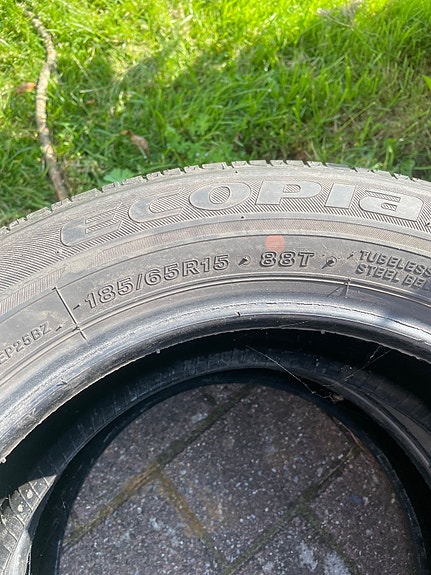 ECOPIA
185/65R15 88T
TUBELESS
STEEL BE
EP25BZ